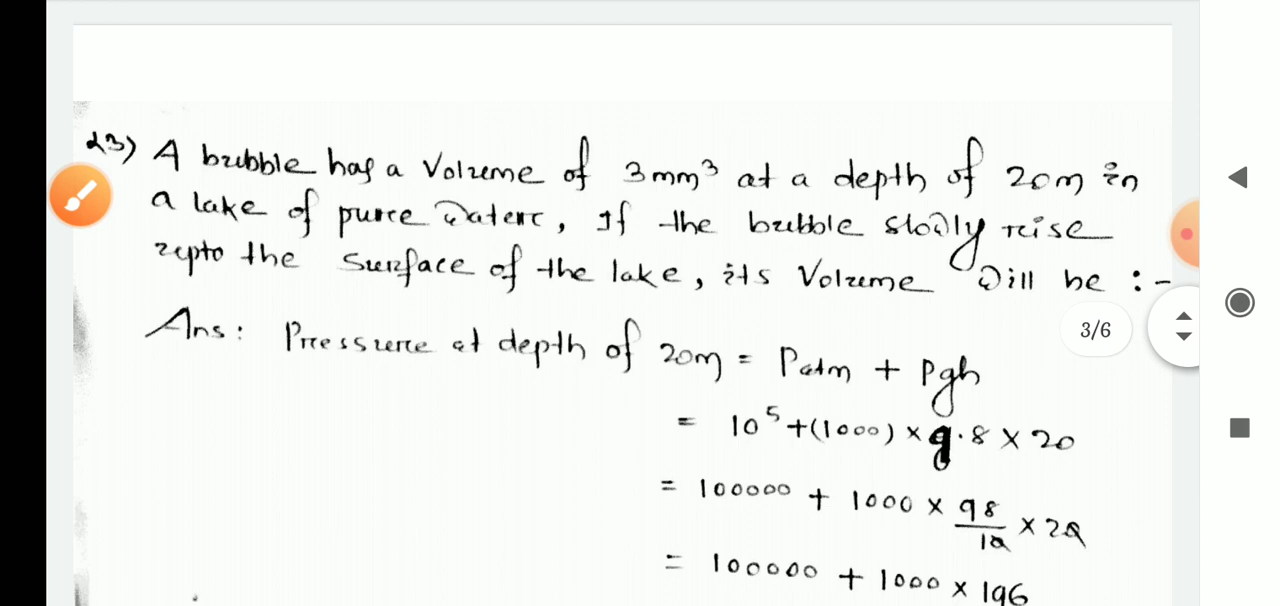 23) A bubble has a Volume of 3mm³ at a depth of 20m in
a lake of pure water, If the bubble slowly rise
upto the surface of the lake, its Volume will be :-
Ans: Pressure at depth of 20m = Patm + ρgh
= 10⁵+(1000) × 9.8 × 20
= 100000 + 1000 × 98/10 × 20
= 100000 + 1000 × 196
3/6